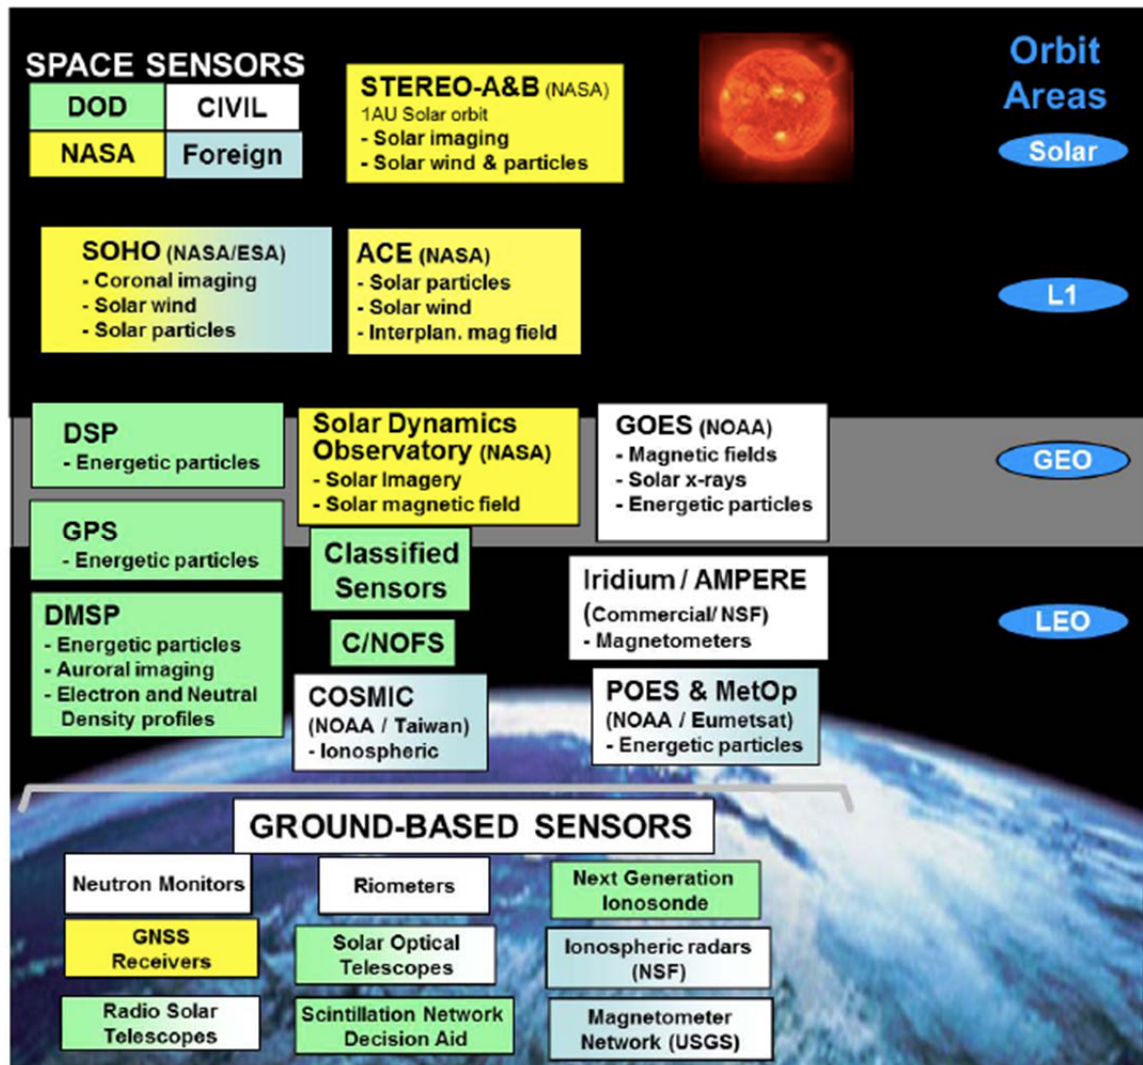 SPACE SENSORS
DOD
CIVIL
NASA
Foreign
STEREO-A&B (NASA)
1AU Solar orbit
- Solar imaging
- Solar wind & particles
Orbit
Areas
Solar
SOHO (NASA/ESA)
- Coronal imaging
- Solar wind
- Solar particles
ACE (NASA)
- Solar particles
- Solar wind
- Interplan. mag field
L1
DSP
- Energetic particles
Solar Dynamics
Observatory (NASA)
- Solar Imagery
- Solar magnetic field
GOES (NOAA)
- Magnetic fields
- Solar x-rays
- Energetic particles
GEO
GPS
- Energetic particles
Classified
Sensors
Iridium / AMPERE
(Commercial/ NSF)
- Magnetometers
LEO
DMSP
- Energetic particles
- Auroral imaging
- Electron and Neutral
Density profiles
C/NOFS
COSMIC
(NOAA / Taiwan)
- Ionospheric
POES & MetOp
(NOAA / Eumetsat)
- Energetic particles
GROUND-BASED SENSORS
Neutron Monitors
Riometers
Next Generation
Ionosonde
GNSS
Receivers
Solar Optical
Telescopes
Ionospheric radars
(NSF)
Radio Solar
Telescopes
Scintillation Network
Decision Aid
Magnetometer
Network (USGS)